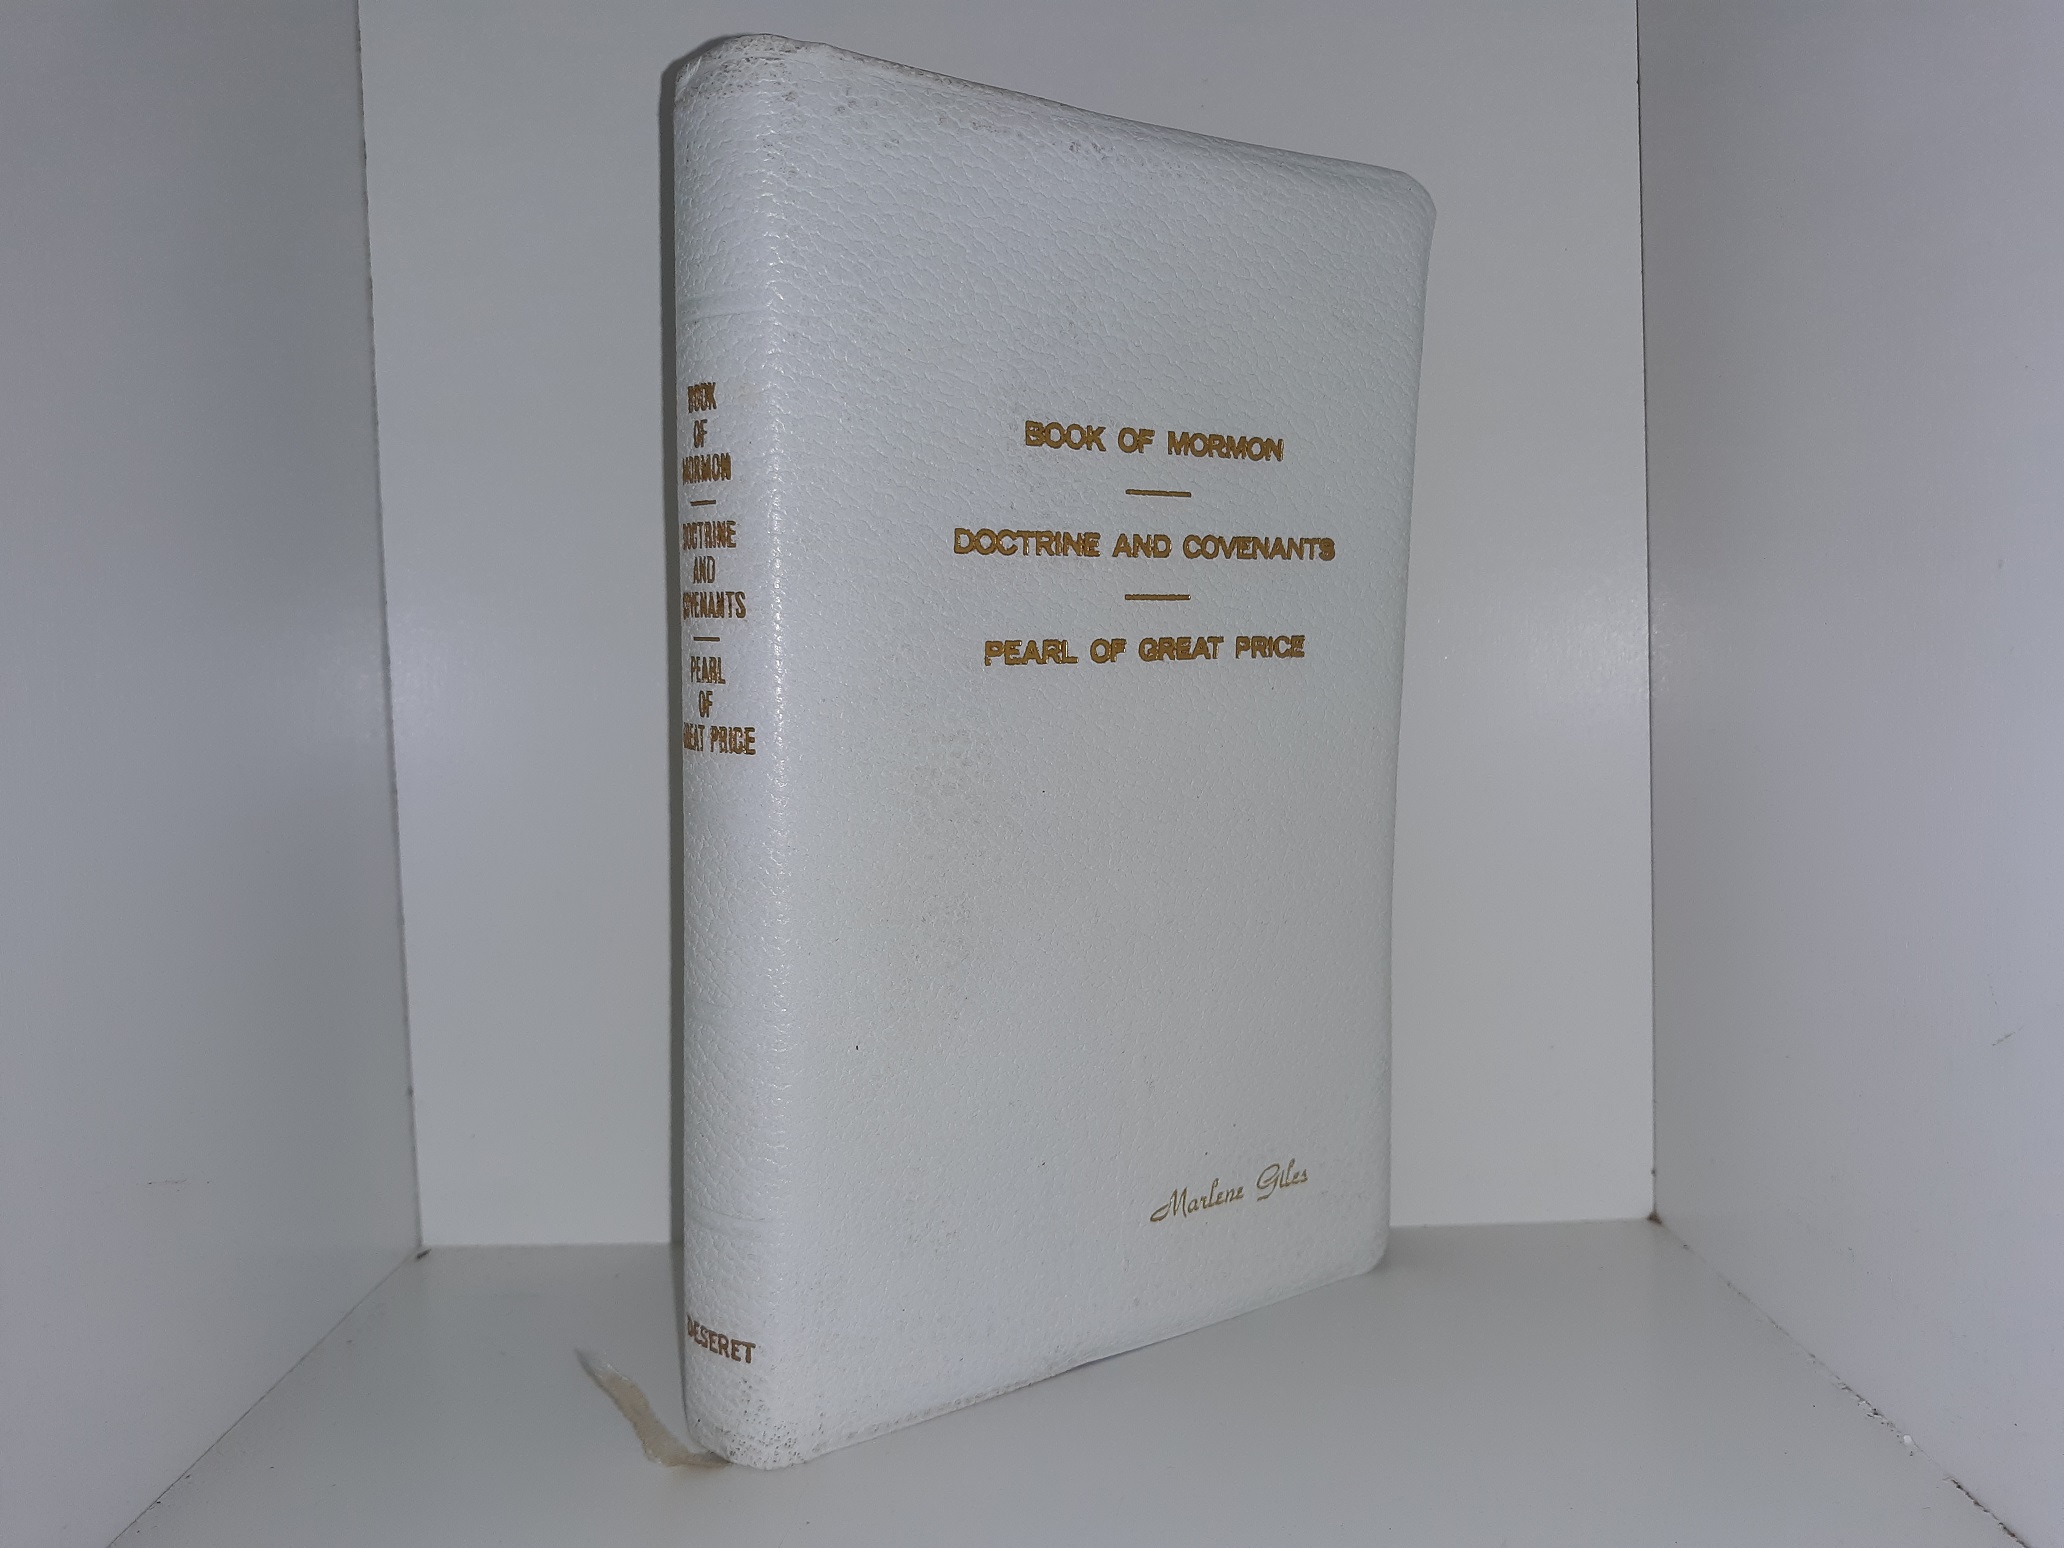 BOOK
OF
MORMON
DOCTRINE
AND
COVENANTS
PEARL
OF
GREAT PRICE
DESERET
BOOK OF MORMON
DOCTRINE AND COVENANTS
PEARL OF GREAT PRICE
Marlene Giles